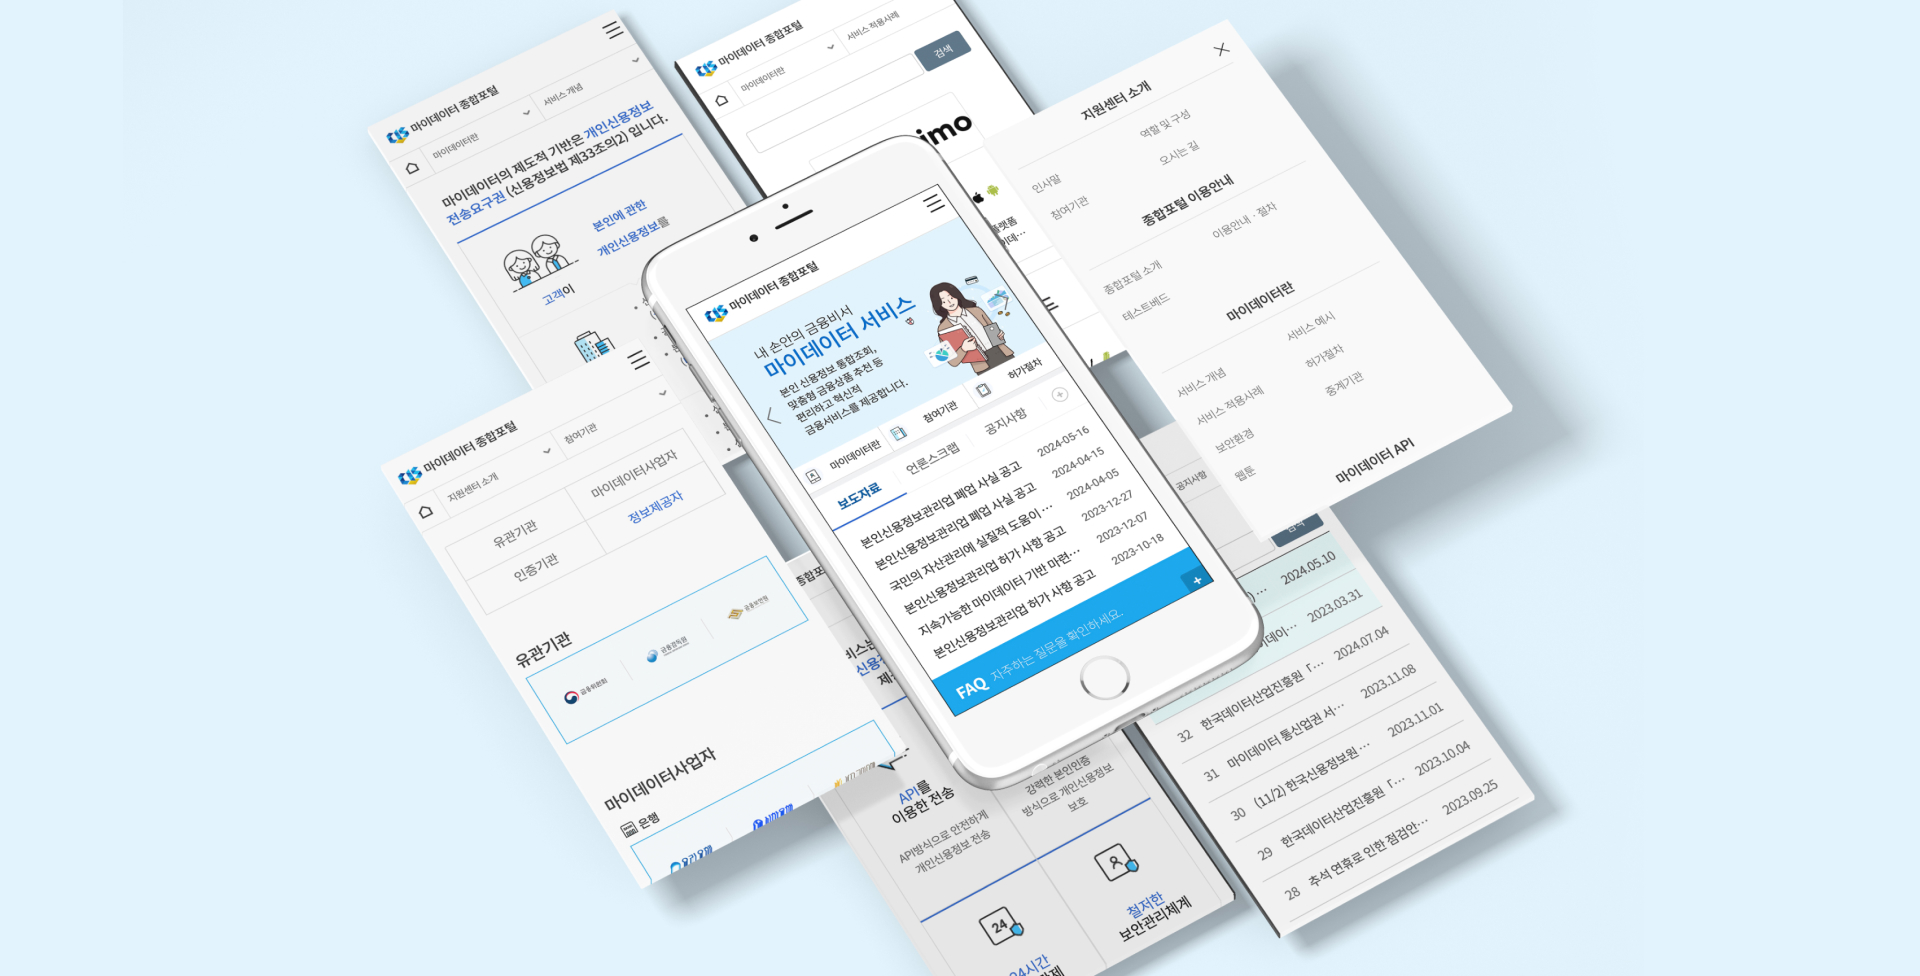 CIS 마이데이터 종합포털
마이데이터란
서비스 개념
마이데이터의 제도적 기반은 개인신용정보
전송요구권 (신용정보법 제33조의2) 입니다.
고객이
본인에 관한
개인신용정보를
CIS 마이데이터 종합포털
마이데이터란
서비스 적용사례
검색
imo
플랫폼
지원센터 소개
인사말
역할 및 구성
참여기관
오시는 길
종합포털 이용안내
종합포털 소개
이용안내 · 절차
테스트베드
마이데이터란
서비스 개념
서비스 예시
서비스 적용사례
허가절차
보안환경
중계기관
웹툰
마이데이터 API
CIS 마이데이터 종합포털
내 손안의 금융비서
마이데이터 서비스
본인 신용정보 통합조회,
맞춤형 금융상품 추천 등
편리하고 혁신적
금융서비스를 제공합니다.
마이데이터란
참여기관
허가절차
보도자료
언론스크랩
공지사항
본인신용정보관리업 폐업 사실 공고 2024-05-16
본인신용정보관리업 폐업 사실 공고 2024-04-15
국민의 자산관리에 실질적 도움이 … 2024-04-05
본인신용정보관리업 허가 사항 공고 2023-12-27
지속가능한 마이데이터 기반 마련… 2023-12-07
본인신용정보관리업 허가 사항 공고 2023-10-18
FAQ 자주하는 질문을 확인하세요.
CIS 마이데이터 종합포털
지원센터 소개
참여기관
유관기관
마이데이터사업자
인증기관
정보제공자
유관기관
금융위원회
금융감독원
금융보안원
마이데이터사업자
은행
우리은행
신한은행
API를
이용한 전송
API방식으로 안전하게
개인신용정보 전송
강력한 본인인증
방식으로 개인신용정보
보호
24
24시간
철저한
보안관리체계
공지사항
검색
2024.05.10
2023.03.31
32 한국데이터산업진흥원「… 2024.07.04
31 마이데이터 통신업권 서… 2023.11.08
30 (11/2) 한국신용정보원 … 2023.11.01
29 한국데이터산업진흥원「… 2023.10.04
28 추석 연휴로 인한 점검안… 2023.09.25